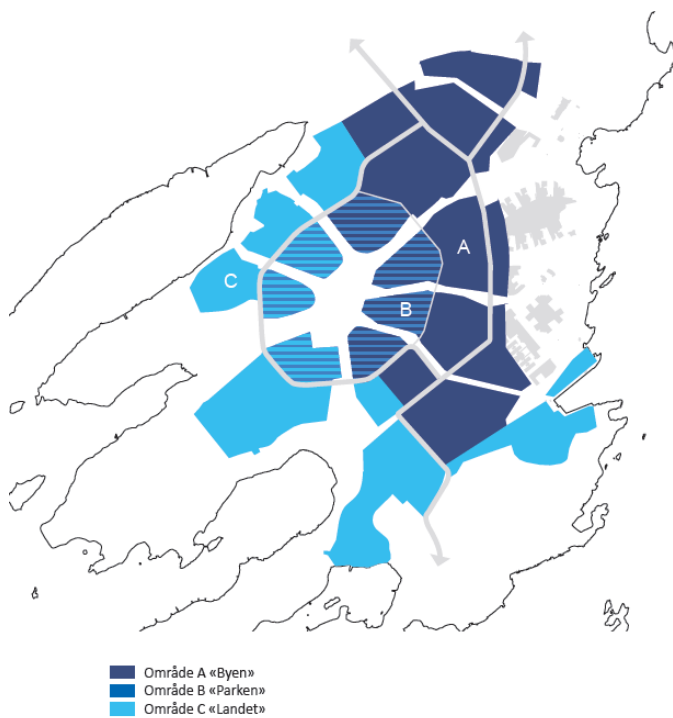 A
C
B
Område A «Byen»
Område B «Parken»
Område C «Landet»